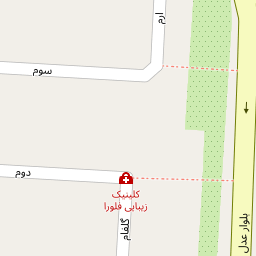 ارم
سوم
دوم
کلینیک
زیبایی فلورا
گلفام
بلوار عدل